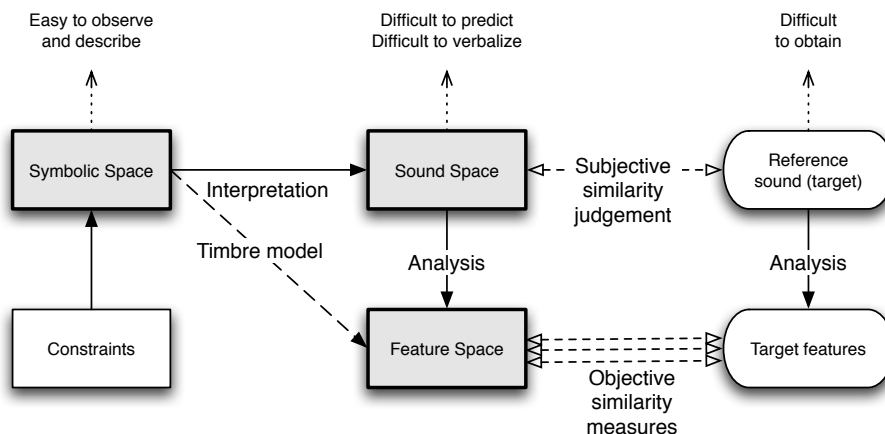 Easy to observe
and describe
Difficult to predict
Difficult to verbalize
Difficult
to obtain
Symbolic Space
Interpretation
Sound Space
Subjective
similarity
judgement
Reference
sound (target)
Timbre model
Analysis
Analysis
Constraints
Feature Space
Objective
similarity
measures
Target features